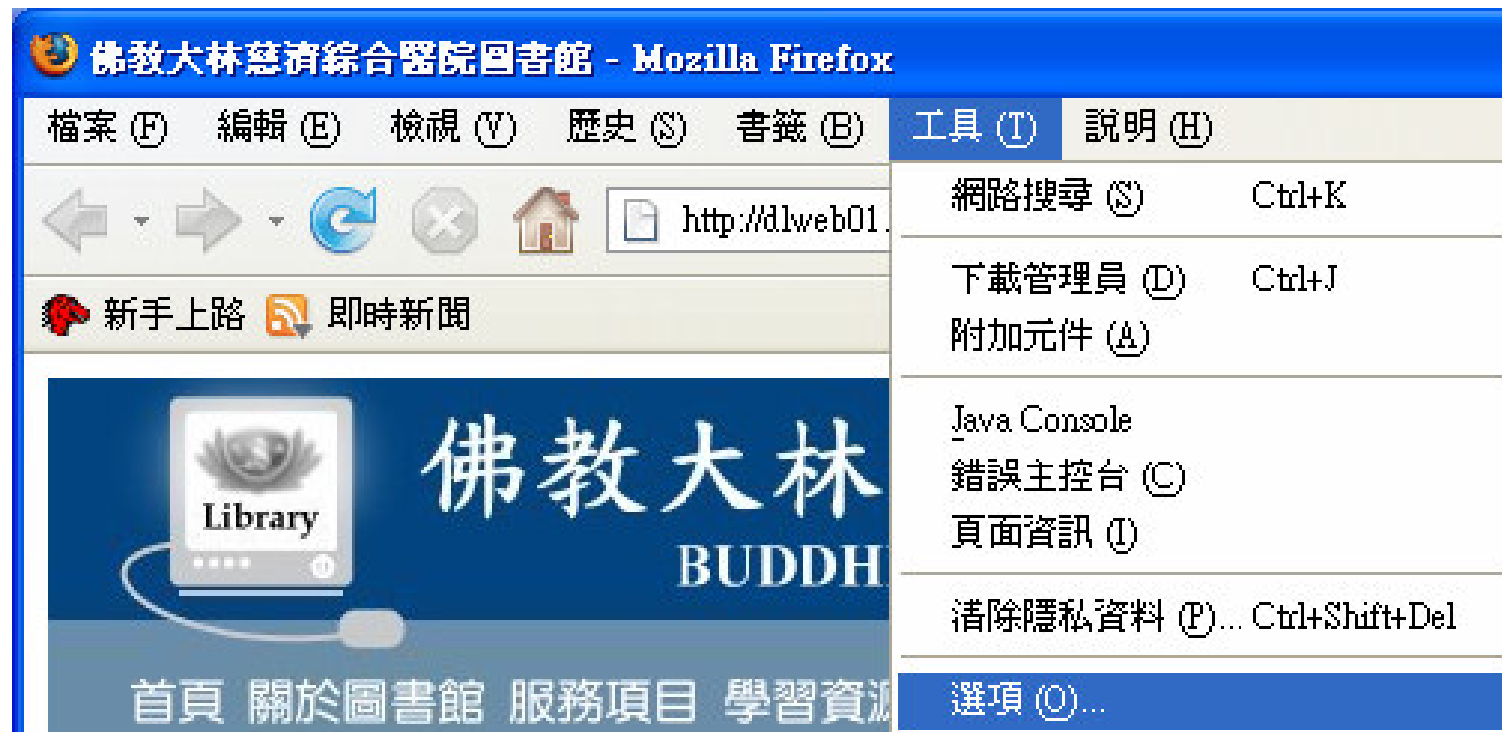 佛教大林慈濟綜合醫院圖書館 - Mozilla Firefox
檔案 (F) 編輯 (E) 檢視 (V) 歷史 (S) 書籤 (B) 工具 (T) 說明 (H)
網路搜尋 (S) Ctrl+K
http://dlweb01.
下載管理員 (D) Ctrl+J
新手上路 即時新聞
附加元件 (A)
Java Console
佛教大林
Library
錯誤主控台 (C)
頁面資訊 (I)
BUDDH
清除隱私資料 (P)... Ctrl+Shift+Del
首頁 關於圖書館 服務項目 學習資源
選項 (O)...